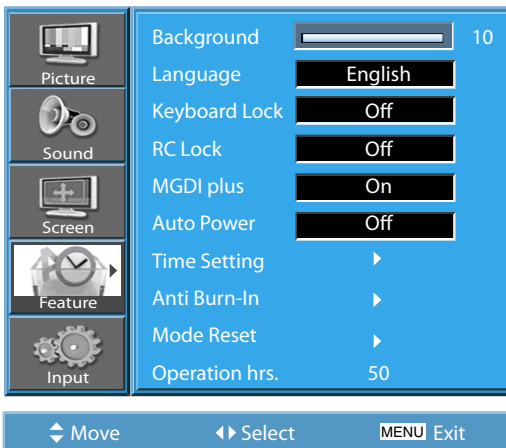 Picture
Sound
Screen
Feature
Input
Background 10
Language English
Keyboard Lock Off
RC Lock Off
MGDI plus On
Auto Power Off
Time Setting
Anti Burn-In
Mode Reset
Operation hrs. 50
Move Select MENU Exit